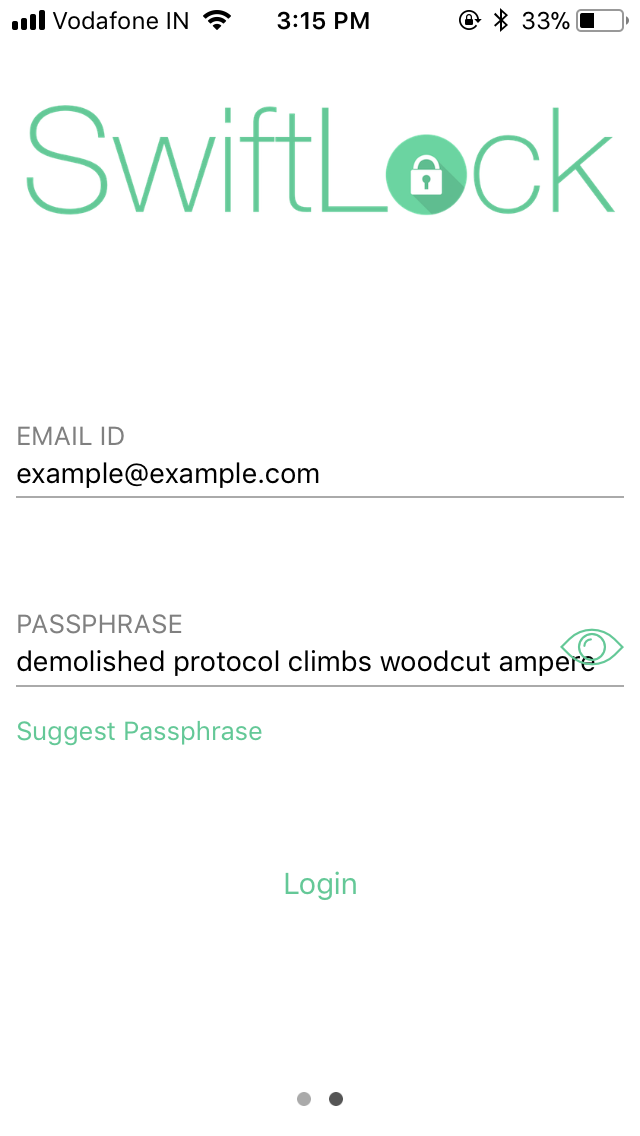 Vodafone IN 3:15 PM 33%
SwiftLock
EMAIL ID
example@example.com
PASSPHRASE
demolished protocol climbs woodcut ampere
Suggest Passphrase
Login